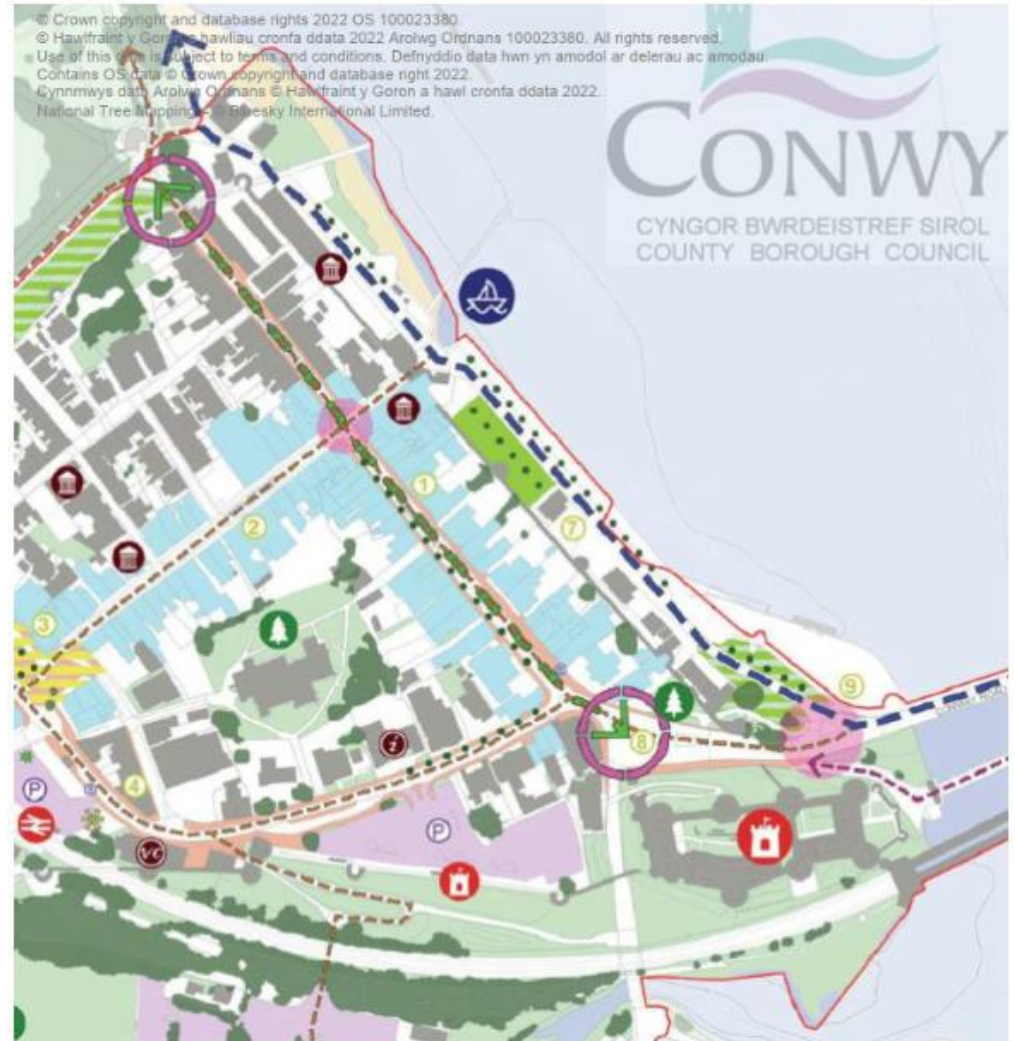 © Crown copyright and database rights 2022 OS 100023380.
© Hawlfraint y Goron a hawliau cronfa ddata 2022 Arolwg Ordnans 100023380. All rights reserved.
Use of this data is subject to terms and conditions. Defnyddio data hwn yn amodol ar delerau ac amodau.
Contains OS data © Crown copyright and database right 2022.
Cynnmwys data Arolwg Ordnans © Hawlfraint y Goron a hawl cronfa ddata 2022.
National Tree Mapping Bluesky International Limited.
CONWY
CYNGOR BWRDEISTREF SIROL
COUNTY BOROUGH COUNCIL
1
2
7
3
9
8
i
4
P
P
vc